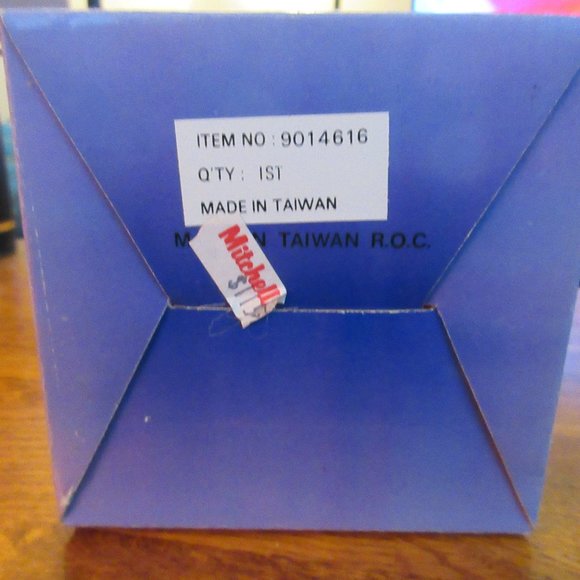 ITEM NO : 9014616
Q'TY : 1ST
MADE IN TAIWAN
TAIWAN R.O.C.
Mitchell